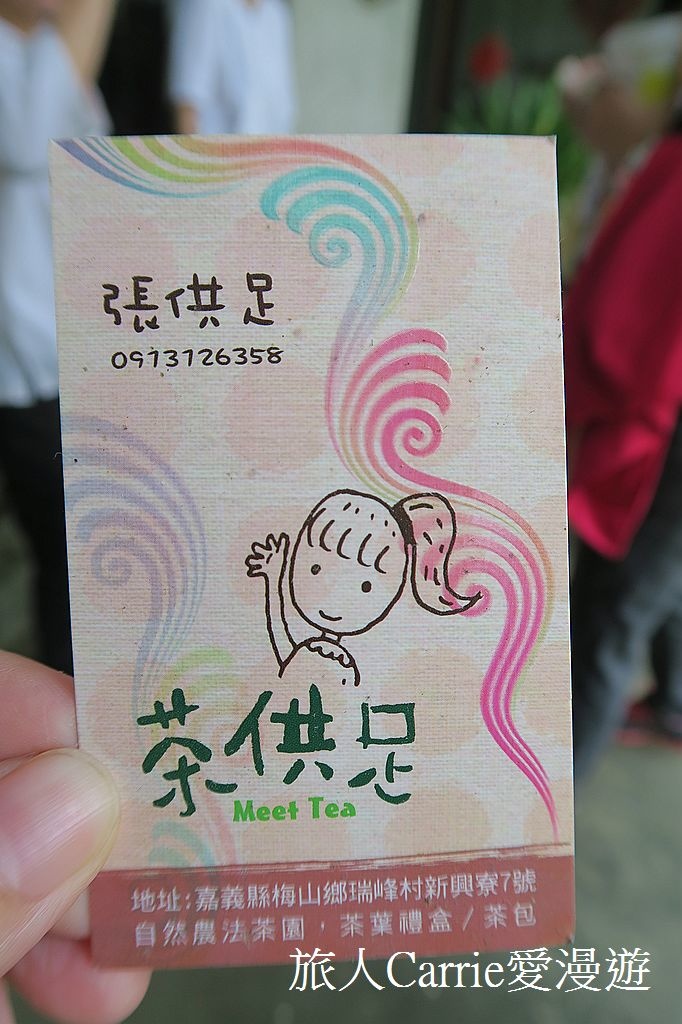 張供足
0913126358
茶供足
Meet Tea
地址:嘉義縣梅山鄉瑞峰村新興寮7號
自然農法茶園,茶葉禮盒/茶包
旅人Carrie愛漫遊